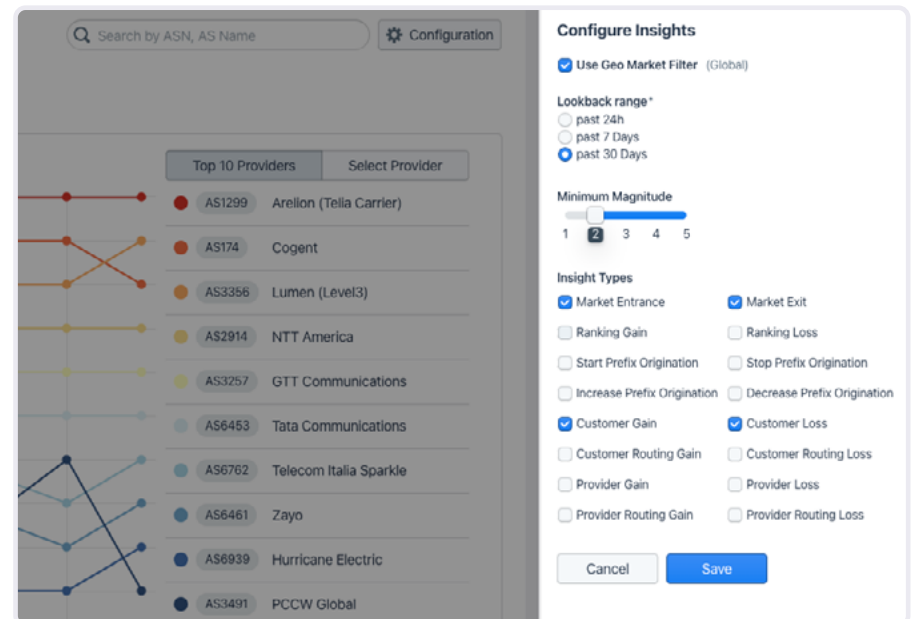 Search by ASN, AS Name
Configuration
Top 10 Providers
Select Provider
AS1299 Arelion (Telia Carrier)
AS174 Cogent
AS3356 Lumen (Level3)
AS2914 NTT America
AS3257 GTT Communications
AS6453 Tata Communications
AS6762 Telecom Italia Sparkle
AS6461 Zayo
AS6939 Hurricane Electric
AS3491 PCCW Global
Configure Insights
Use Geo Market Filter (Global)
Lookback range*
past 24h
past 7 Days
past 30 Days
Minimum Magnitude
1 2 3 4 5
Insight Types
Market Entrance Market Exit
Ranking Gain Ranking Loss
Start Prefix Origination Stop Prefix Origination
Increase Prefix Origination Decrease Prefix Origination
Customer Gain Customer Loss
Customer Routing Gain Customer Routing Loss
Provider Gain Provider Loss
Provider Routing Gain Provider Routing Loss
Cancel Save